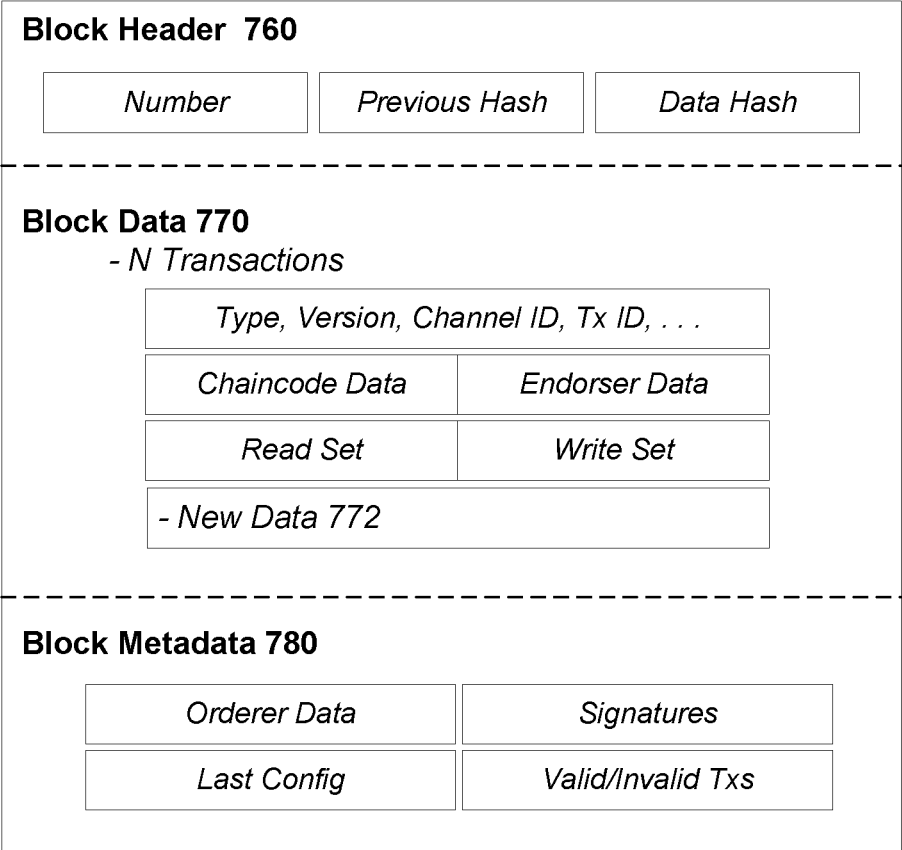 Block Header 760
Number Previous Hash Data Hash
Block Data 770
- N Transactions
Type, Version, Channel ID, Tx ID, . . .
Chaincode Data Endorser Data
Read Set Write Set
- New Data 772
Block Metadata 780
Orderer Data Signatures
Last Config Valid/Invalid Txs